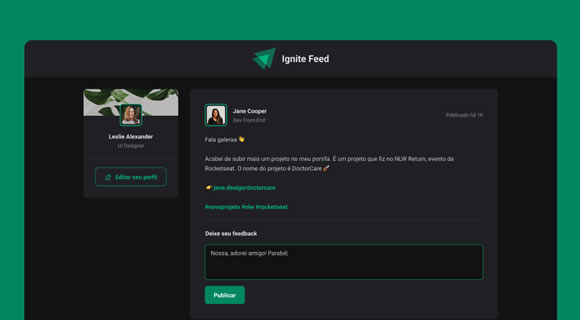 Ignite Feed
Leslie Alexander
UI Designer
Editar seu perfil
Jane Cooper
Dev Front-End
Publicado há 1h
Fala galeraa 👋
Acabei de subir mais um projeto no meu portifa. É um projeto que fiz no NLW Return, evento da
Rocketseat. O nome do projeto é DoctorCare 🚀
👉 jane.design/doctorcare
#novoprojeto #nlw #rocketseat
Deixe seu feedback
Nossa, adorei amigo! Parabé
Publicar